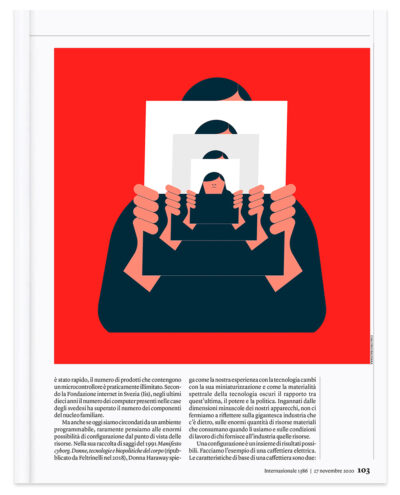 è stato rapido, il numero di prodotti che contengono
un microcontrollore è praticamente illimitato. Secon-
do la Fondazione internet in Svezia (Iis), negli ultimi
dieci anni il numero dei computer presenti nelle case
degli svedesi ha superato il numero dei componenti
del nucleo familiare.
Ma anche se oggi siamo circondati da un ambiente
programmabile, raramente pensiamo alle enormi
possibilità di configurazione dal punto di vista delle
risorse. Nella sua raccolta di saggi del 1991 Manifesto
cyborg. Donne, tecnologie e biopolitiche del corpo (ripub-
blicato da Feltrinelli nel 2018), Donna Haraway spie-
ga come la nostra esperienza con la tecnologia cambi
con la sua miniaturizzazione e come la materialità
spettrale della tecnologia oscuri il rapporto tra
quest'ultima, il potere e la politica. Ingannati dalle
dimensioni minuscole dei nostri apparecchi, non ci
fermiamo a riflettere sulla gigantesca industria che
c'è dietro, sulle enormi quantità di risorse materiali
che consumano quando li usiamo e sulle condizioni
di lavoro di chi fornisce all'industria quelle risorse.
Una configurazione è un insieme di risultati possi-
bili. Facciamo l'esempio di una caffettiera elettrica.
Le caratteristiche di base di una caffettiera sono due:
Internazionale 1386 | 27 novembre 2020 103